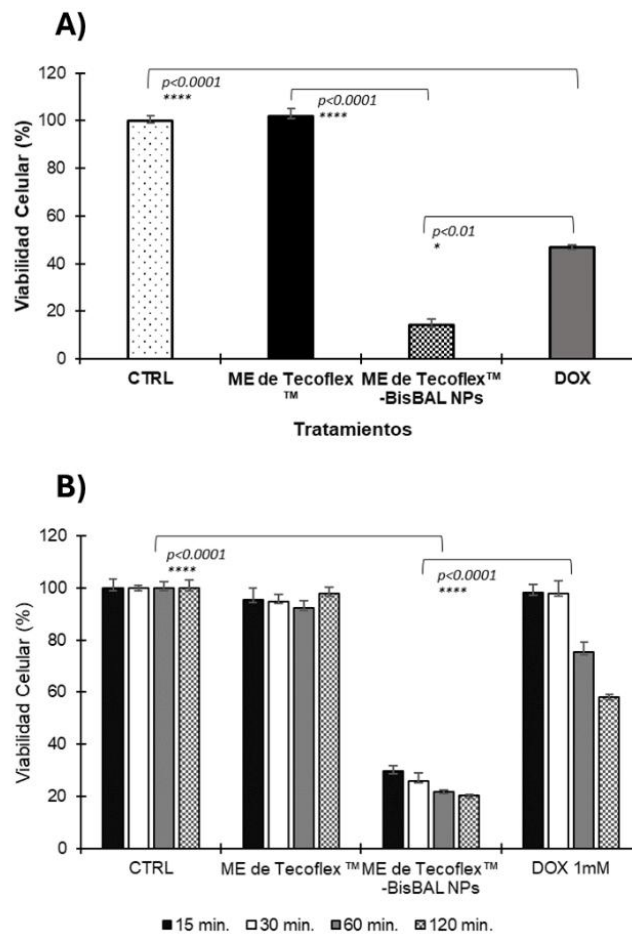 A)
Viabilidad Celular (%)
120
100
80
60
40
20
0
p<0.0001
****
p<0.0001
****
p<0.01
*
CTRL
ME de Tecoflex
™
ME de Tecoflex™
-BisBAL NPs
DOX
Tratamientos
B)
Viabilidad Celular (%)
120
100
80
60
40
20
0
p<0.0001
****
p<0.0001
****
CTRL
ME de Tecoflex ™
ME de Tecoflex™
-BisBAL NPs
DOX 1mM
15 min. 30 min. 60 min. 120 min.